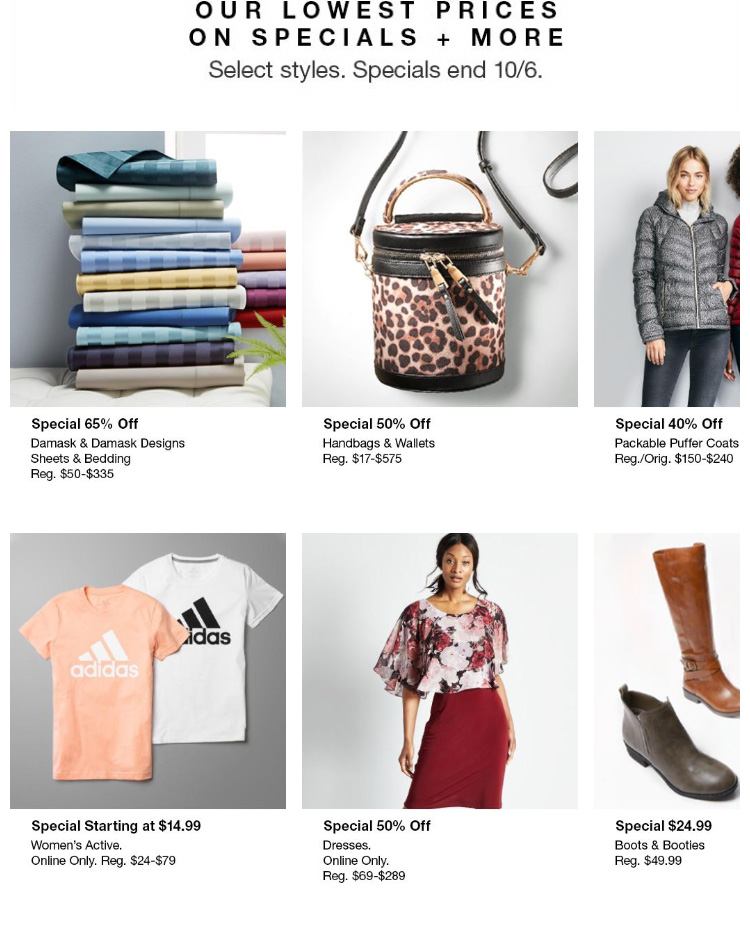 OUR LOWEST PRICES
ON SPECIALS + MORE
Select styles. Specials end 10/6.
Special 65% Off
Damask & Damask Designs
Sheets & Bedding
Reg. $50-$335
Special 50% Off
Handbags & Wallets
Reg. $17-$575
Special 40% Off
Packable Puffer Coats
Reg./Orig. $150-$240
adidas
idas
Special Starting at $14.99
Women's Active.
Online Only. Reg. $24-$79
Special 50% Off
Dresses.
Online Only.
Reg. $69-$289
Special $24.99
Boots & Booties
Reg. $49.99